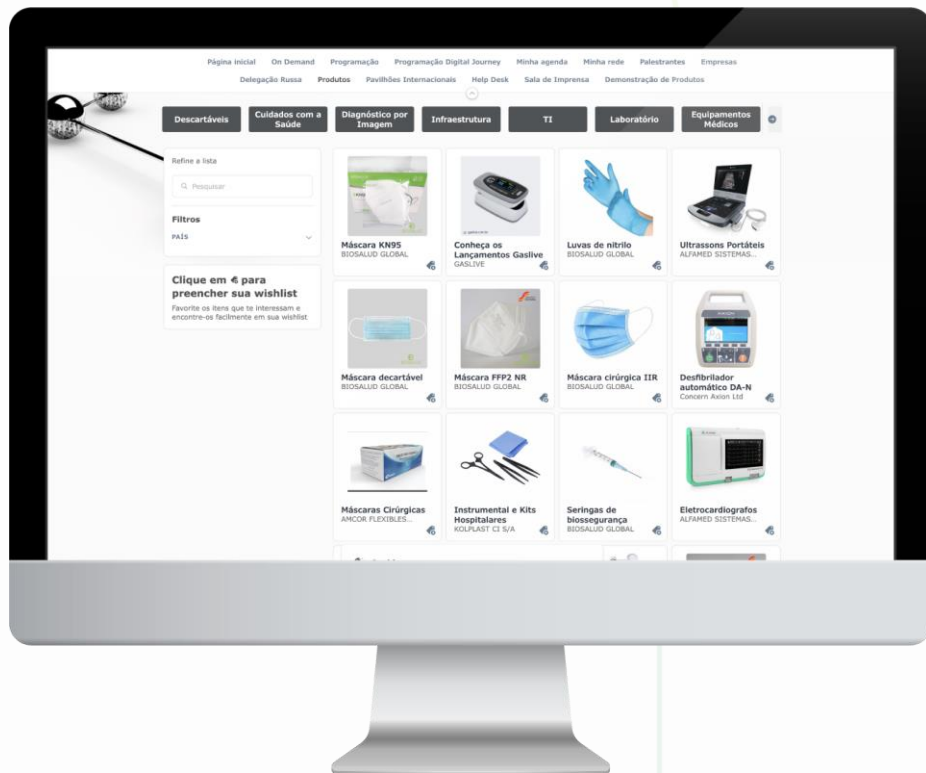 Página inicial On Demand Programação Programação Digital Journey Minha agenda Minha rede Palestrantes Empresas
Delegação Russa Produtos Pavilhões Internacionais Help Desk Sala de Imprensa Demonstração de Produtos
Descartáveis
Cuidados com a
Saúde
Diagnóstico por
Imagem
Infraestrutura
TI
Laboratório
Equipamentos
Médicos
Refine a lista
Pesquisar
Filtros
PAÍS
Clique em para
preencher sua wishlist
Favorite os itens que te interessam e
encontre-os facilmente em sua wishlist
Máscara KN95
BIOSALUD GLOBAL
Conheça os
Lançamentos Gaslive
GASLIVE
Luvas de nitrilo
BIOSALUD GLOBAL
Ultrassons Portáteis
ALFAMED SISTEMAS...
Máscara decartável
BIOSALUD GLOBAL
Máscara FFP2 NR
BIOSALUD GLOBAL
Máscara cirúrgica IIR
BIOSALUD GLOBAL
Desfibrilador
automático DA-N
Concern Axion Ltd
Máscaras Cirúrgicas
AMCOR FLEXIBLES...
Instrumental e Kits
Hospitalares
KOLPLAST CI S/A
Seringas de
biossegurança
BIOSALUD GLOBAL
Eletrocardiografos
ALFAMED SISTEMAS...